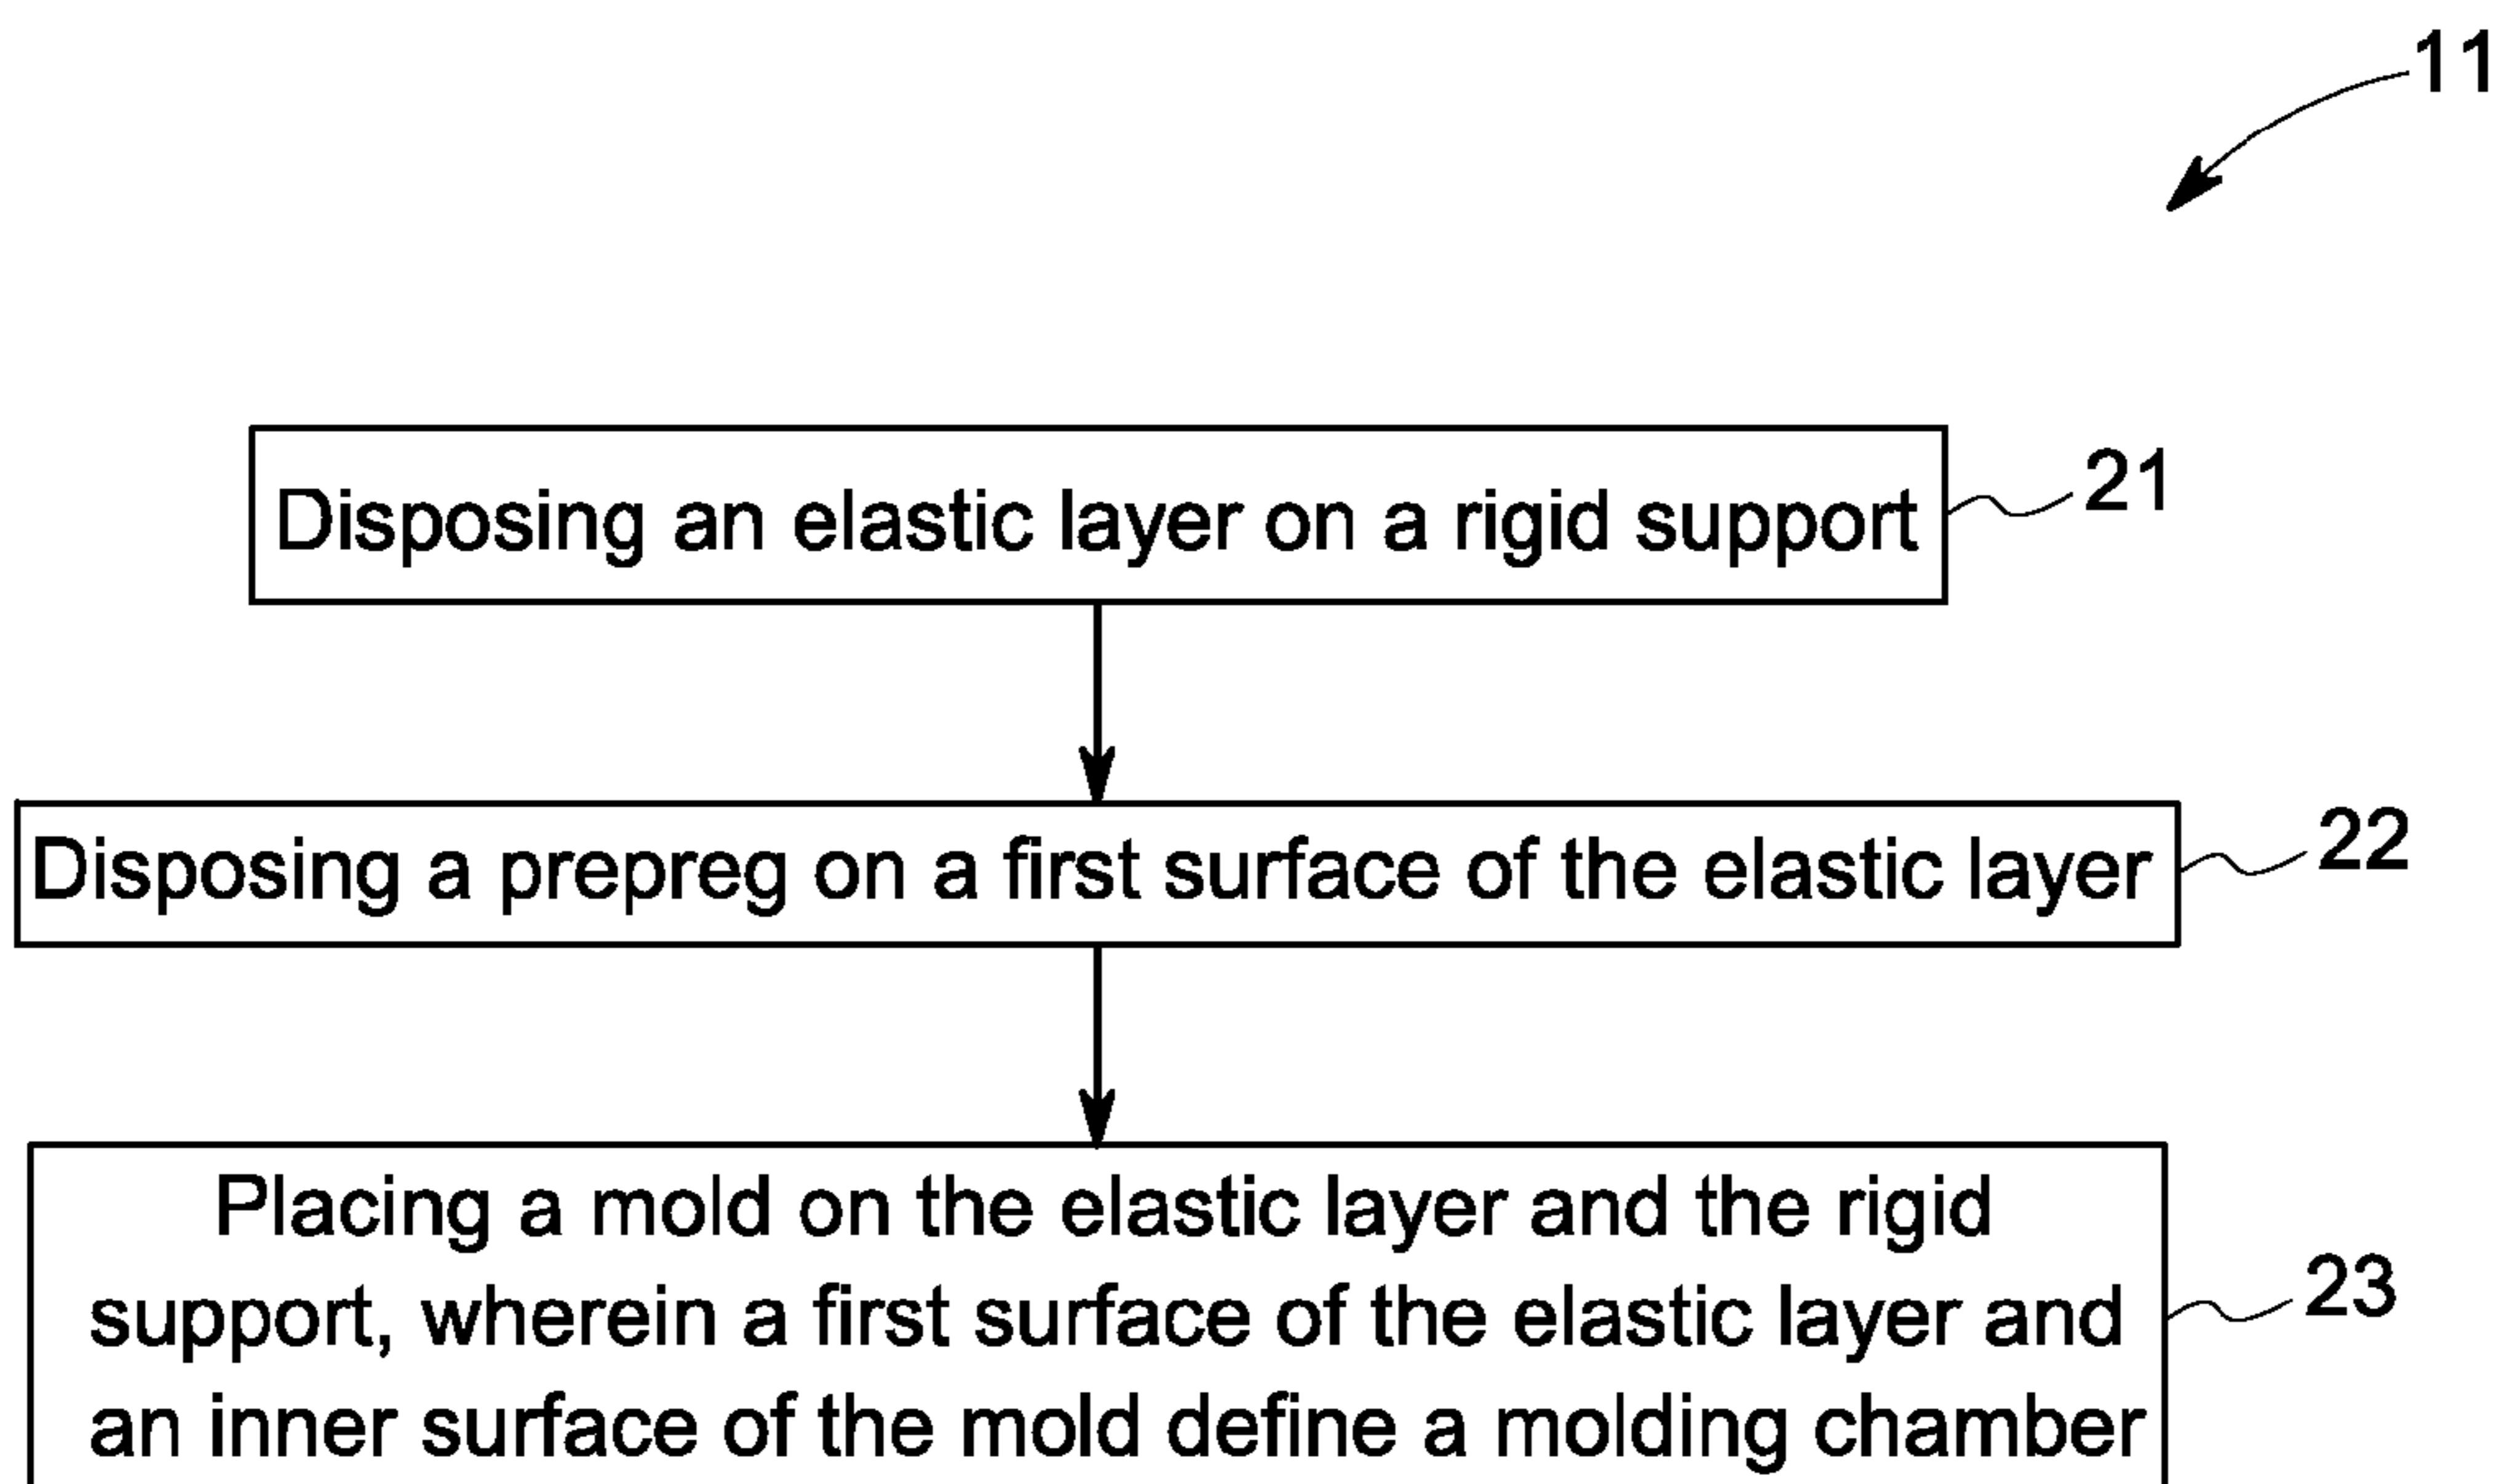 11
Disposing an elastic layer on a rigid support
21
Disposing a prepreg on a first surface of the elastic layer
22
Placing a mold on the elastic layer and the rigid
support, wherein a first surface of the elastic layer and
an inner surface of the mold define a molding chamber
23